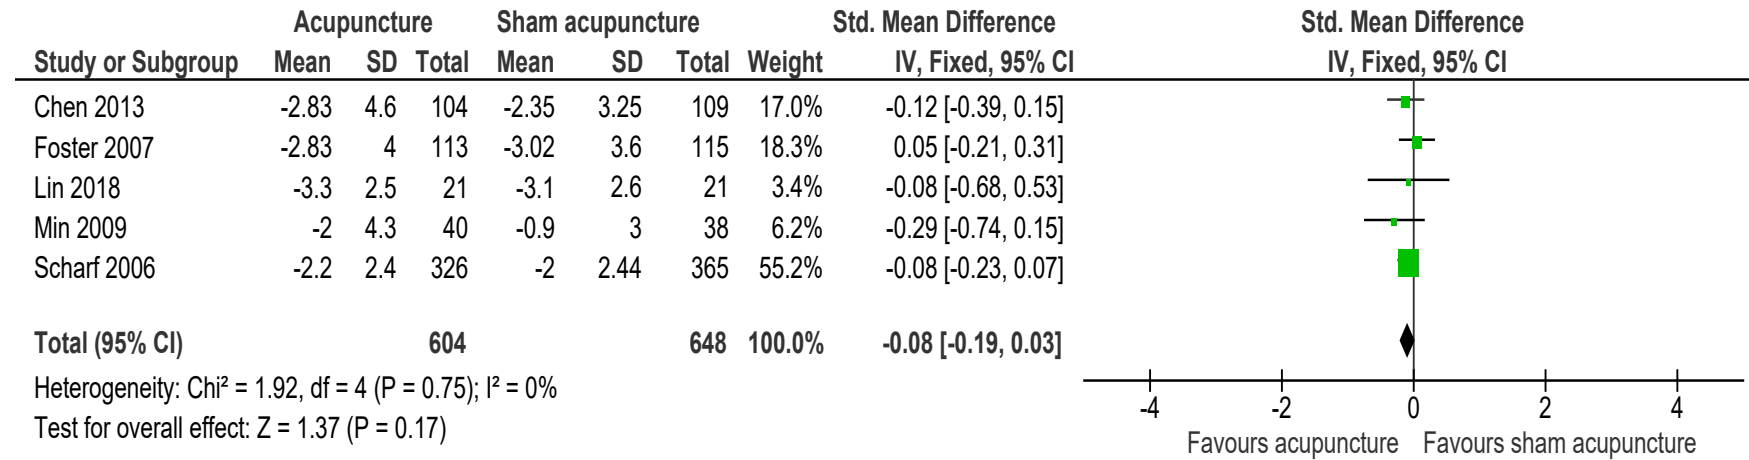 Acupuncture Sham acupuncture Std. Mean Difference Std. Mean Difference
Study or Subgroup Mean SD Total Mean SD Total Weight IV, Fixed, 95% CI IV, Fixed, 95% CI
Chen 2013 -2.83 4.6 104 -2.35 3.25 109 17.0% -0.12 [-0.39, 0.15]
Foster 2007 -2.83 4 113 -3.02 3.6 115 18.3% 0.05 [-0.21, 0.31]
Lin 2018 -3.3 2.5 21 -3.1 2.6 21 3.4% -0.08 [-0.68, 0.53]
Min 2009 -2 4.3 40 -0.9 3 38 6.2% -0.29 [-0.74, 0.15]
Scharf 2006 -2.2 2.4 326 -2 2.44 365 55.2% -0.08 [-0.23, 0.07]
Total (95% CI) 604 648 100.0% -0.08 [-0.19, 0.03]
Heterogeneity: Chi² = 1.92, df = 4 (P = 0.75); I² = 0%
Test for overall effect: Z = 1.37 (P = 0.17)
-4 -2 0 2 4
Favours acupuncture Favours sham acupuncture